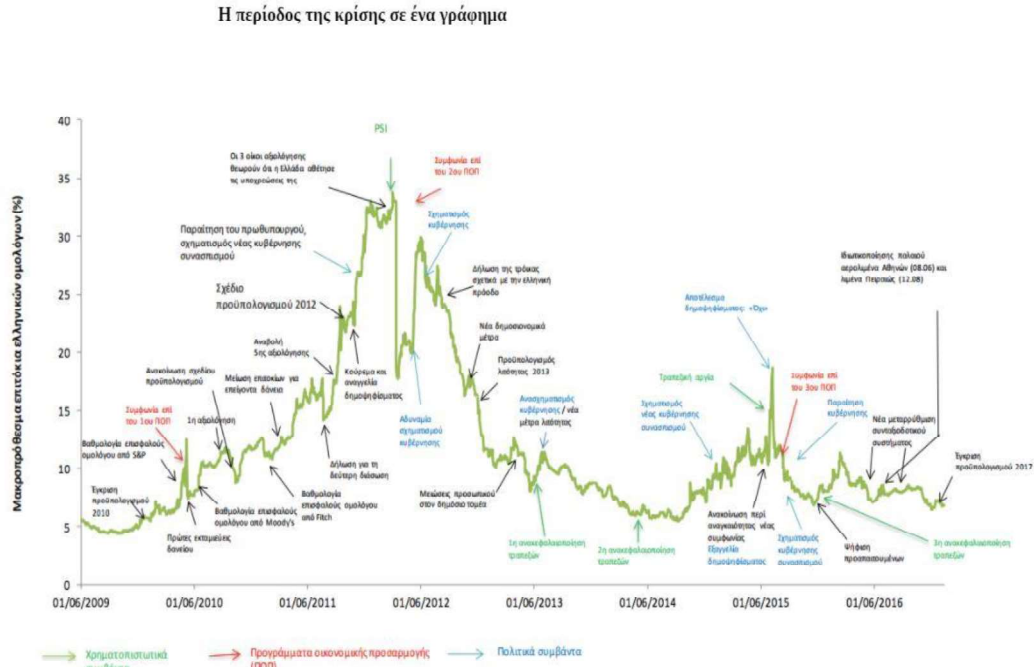 Η περίοδος της κρίσης σε ένα γράφημα
Μακροπρόθεσμα επιτόκια ελληνικών ομολόγων (%)
40
35
30
25
20
15
10
5
0
01/06/2009
01/06/2010
01/06/2011
01/06/2012
01/06/2013
01/06/2014
01/06/2015
01/06/2016
PSI
Οι 3 οίκοι αξιολόγησης
θεωρούν ότι η Ελλάδα αθέτησε
τις υποχρεώσεις της
Συμφωνία επί
του 2ου ΠΟΠ
Σχηματισμός
κυβέρνησης
Παραίτηση του πρωθυπουργού,
σχηματισμός νέας κυβέρνησης
συνασπισμού
Δήλωση της τρόικας
σχετικά με την ελληνική
πρόοδο
Σχέδιο
προϋπολογισμού 2012
Νέα δημοσιονομικά
μέτρα
Αναβολή
5ης αξιολόγησης
Κούρεμα και
αναγγελία
δημοψηφίσματος
Προϋπολογισμός
λιτότητας 2013
Ανακοίνωση σχεδίου
προϋπολογισμού
Μείωση επιτοκίων για
επείγοντα δάνεια
Συμφωνία επί
του 1ου ΠΟΠ
1η αξιολόγηση
Αδυναμία
σχηματισμού
κυβέρνησης
Ανασχηματισμός
κυβέρνησης / νέα
μέτρα λιτότητας
Βαθμολογία επισφαλούς
ομολόγου από S&P
Δήλωση για τη
δεύτερη διάσωση
Έγκριση
προϋπολογισμού
2010
Βαθμολογία επισφαλούς
ομολόγου από Moody's
Βαθμολογία
επισφαλούς ομολόγου
από Fitch
Μειώσεις προσωπικού
στον δημόσιο τομέα
Πρώτες εκταμιεύσεις
δανείου
1η ανακεφαλαιοποίηση
τραπεζών
2η ανακεφαλαιοποίηση
τραπεζών
Ιδιωτικοποίησης παλαιού
αερολιμένα Αθηνών (08.06) και
λιμένα Πειραιώς (12.08)
Αποτέλεσμα
δημοψηφίσματος: «Όχι»
Τραπεζική αργία
Συμφωνία επί
του 3ου ΠΟΠ
Σχηματισμός
νέας κυβέρνησης
συνασπισμού
Παραίτηση
κυβέρνησης
Νέα μεταρρύθμιση
συνταξιοδοτικού
συστήματος
Έγκριση
προϋπολογισμού 2017
Ανακοίνωση περί
αναγκαιότητας νέας
συμφωνίας
Εξαγγελία
δημοψηφίσματος
Σχηματισμός
κυβέρνησης
συνασπισμού
Ψήφιση
προαπαιτουμένων
3η ανακεφαλαιοποίηση
τραπεζών
Χρηματοπιστωτικά
Προγράμματα οικονομικής προσαρμογής
(ΠΟΠ)
Πολιτικά συμβάντα